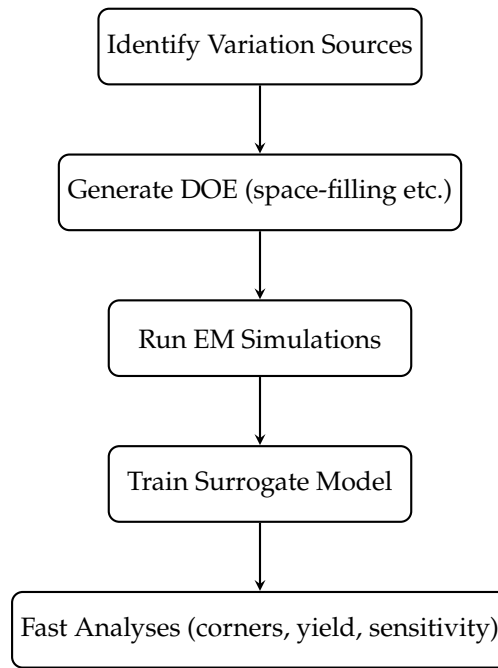 Identify Variation Sources
Generate DOE (space-filling etc.)
Run EM Simulations
Train Surrogate Model
Fast Analyses (corners, yield, sensitivity)